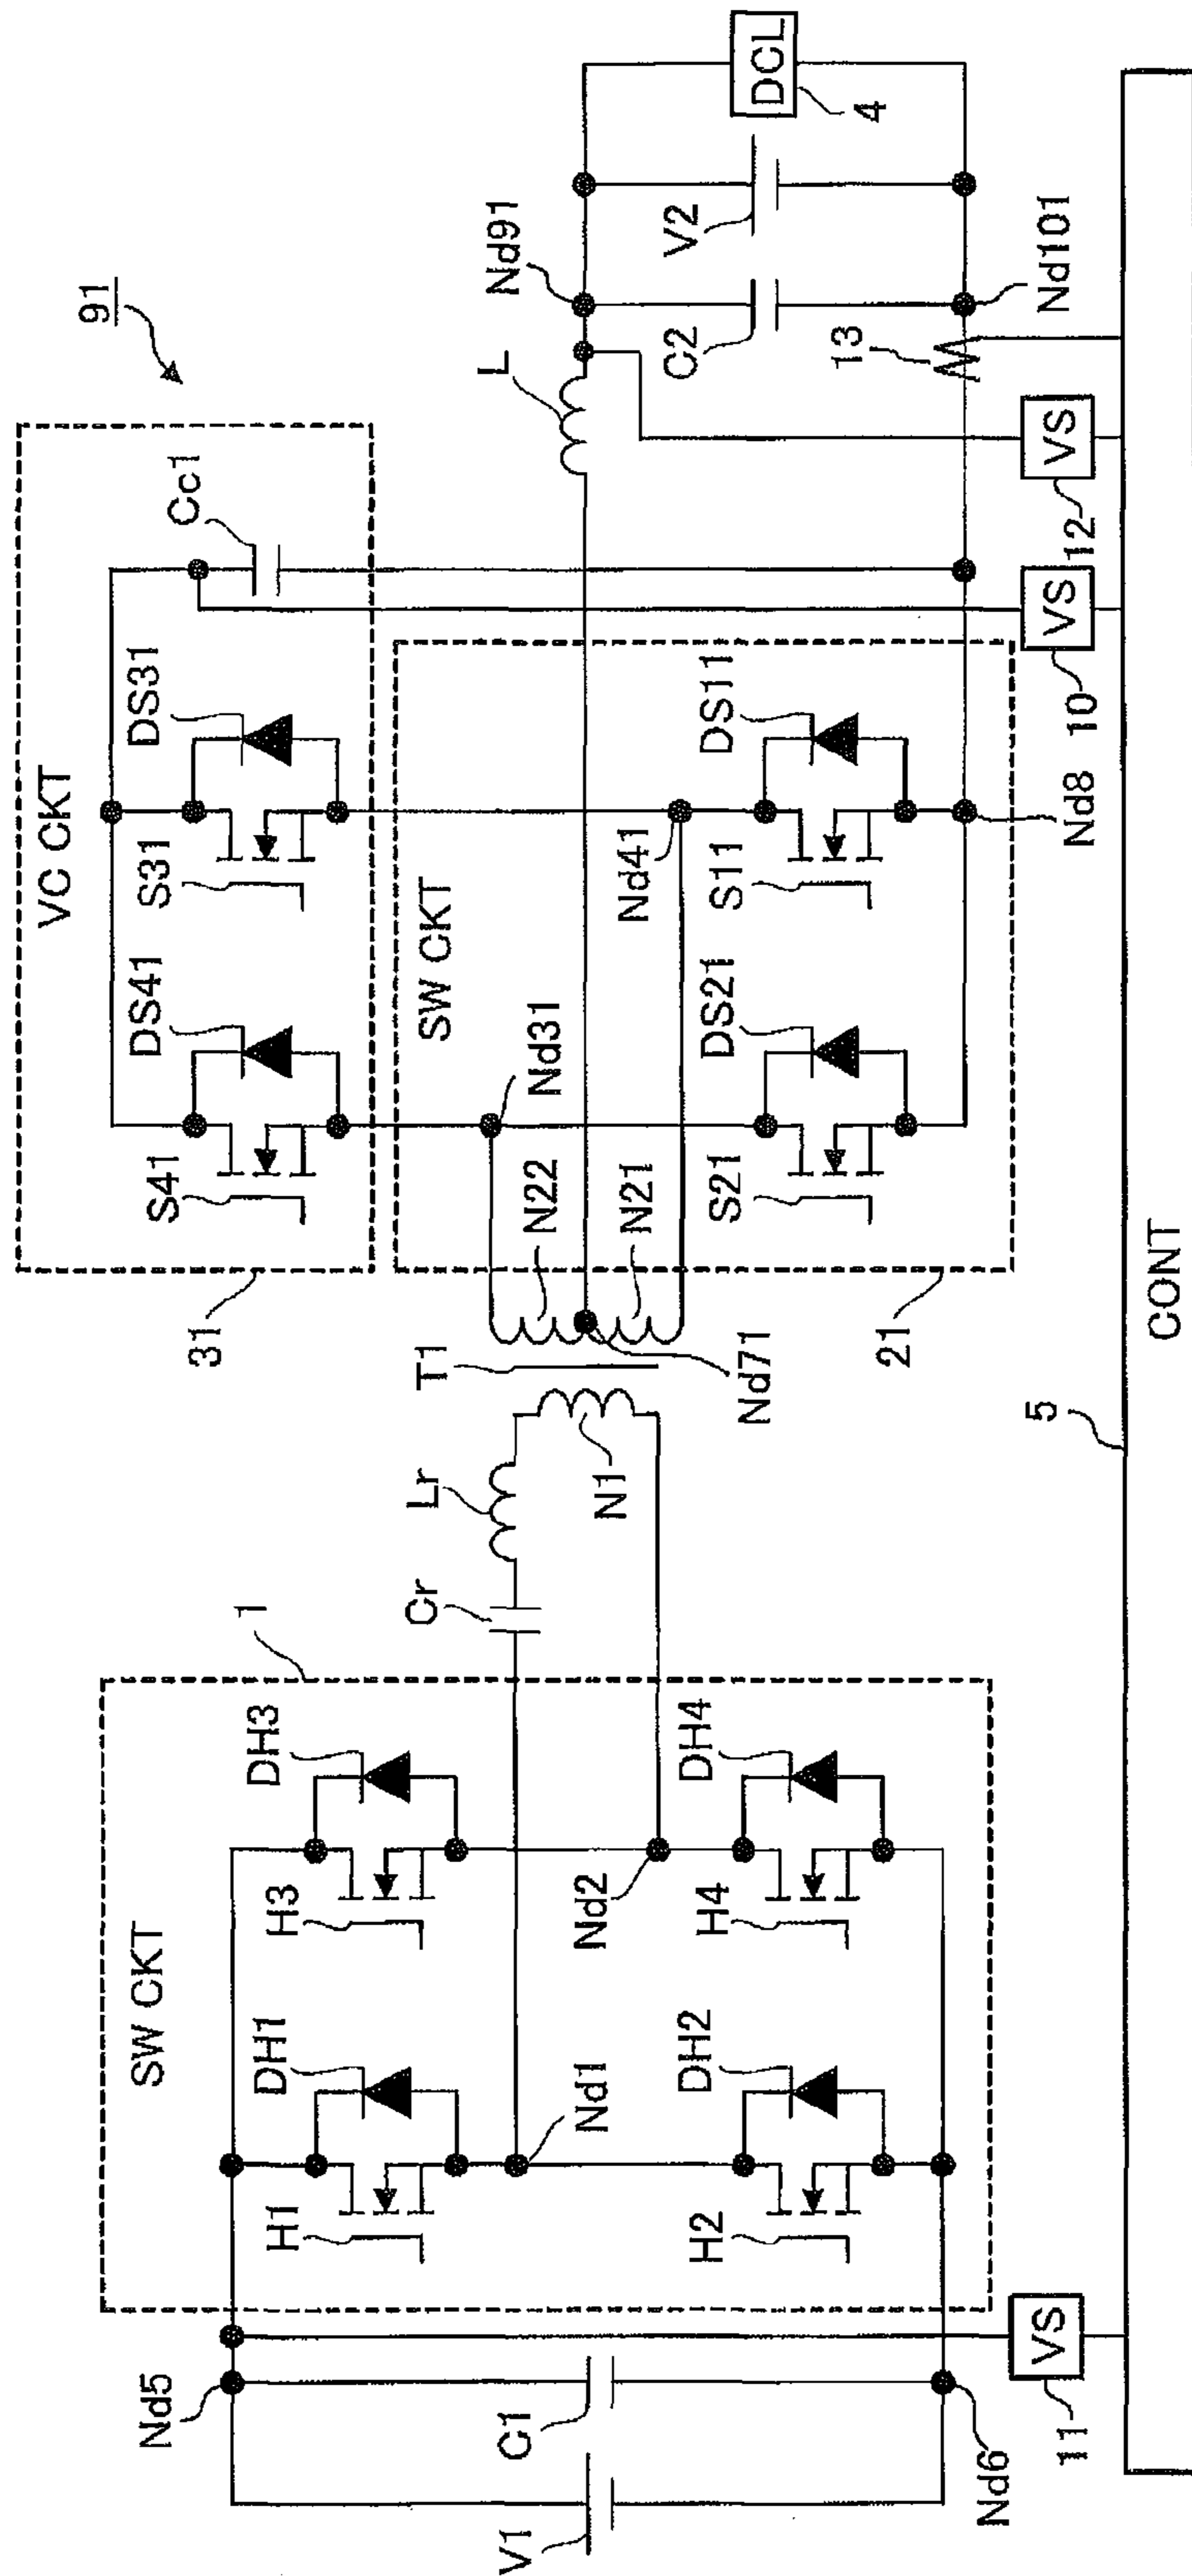 91
VC CKT
31
S41
DS41
S31
DS31
Cc1
SW CKT
21
Nd31
N22
N21
Nd71
T1
S21
DS21
S11
DS11
Nd41
Nd8
L
Nd91
C2
V2
DCL
4
Nd101
13
VS
12
VS
10
Lr
Cr
N1
SW CKT
1
H1
DH1
H3
DH3
Nd1
Nd2
H2
DH2
H4
DH4
Nd5
V1
C1
Nd6
VS
11
5
CONT